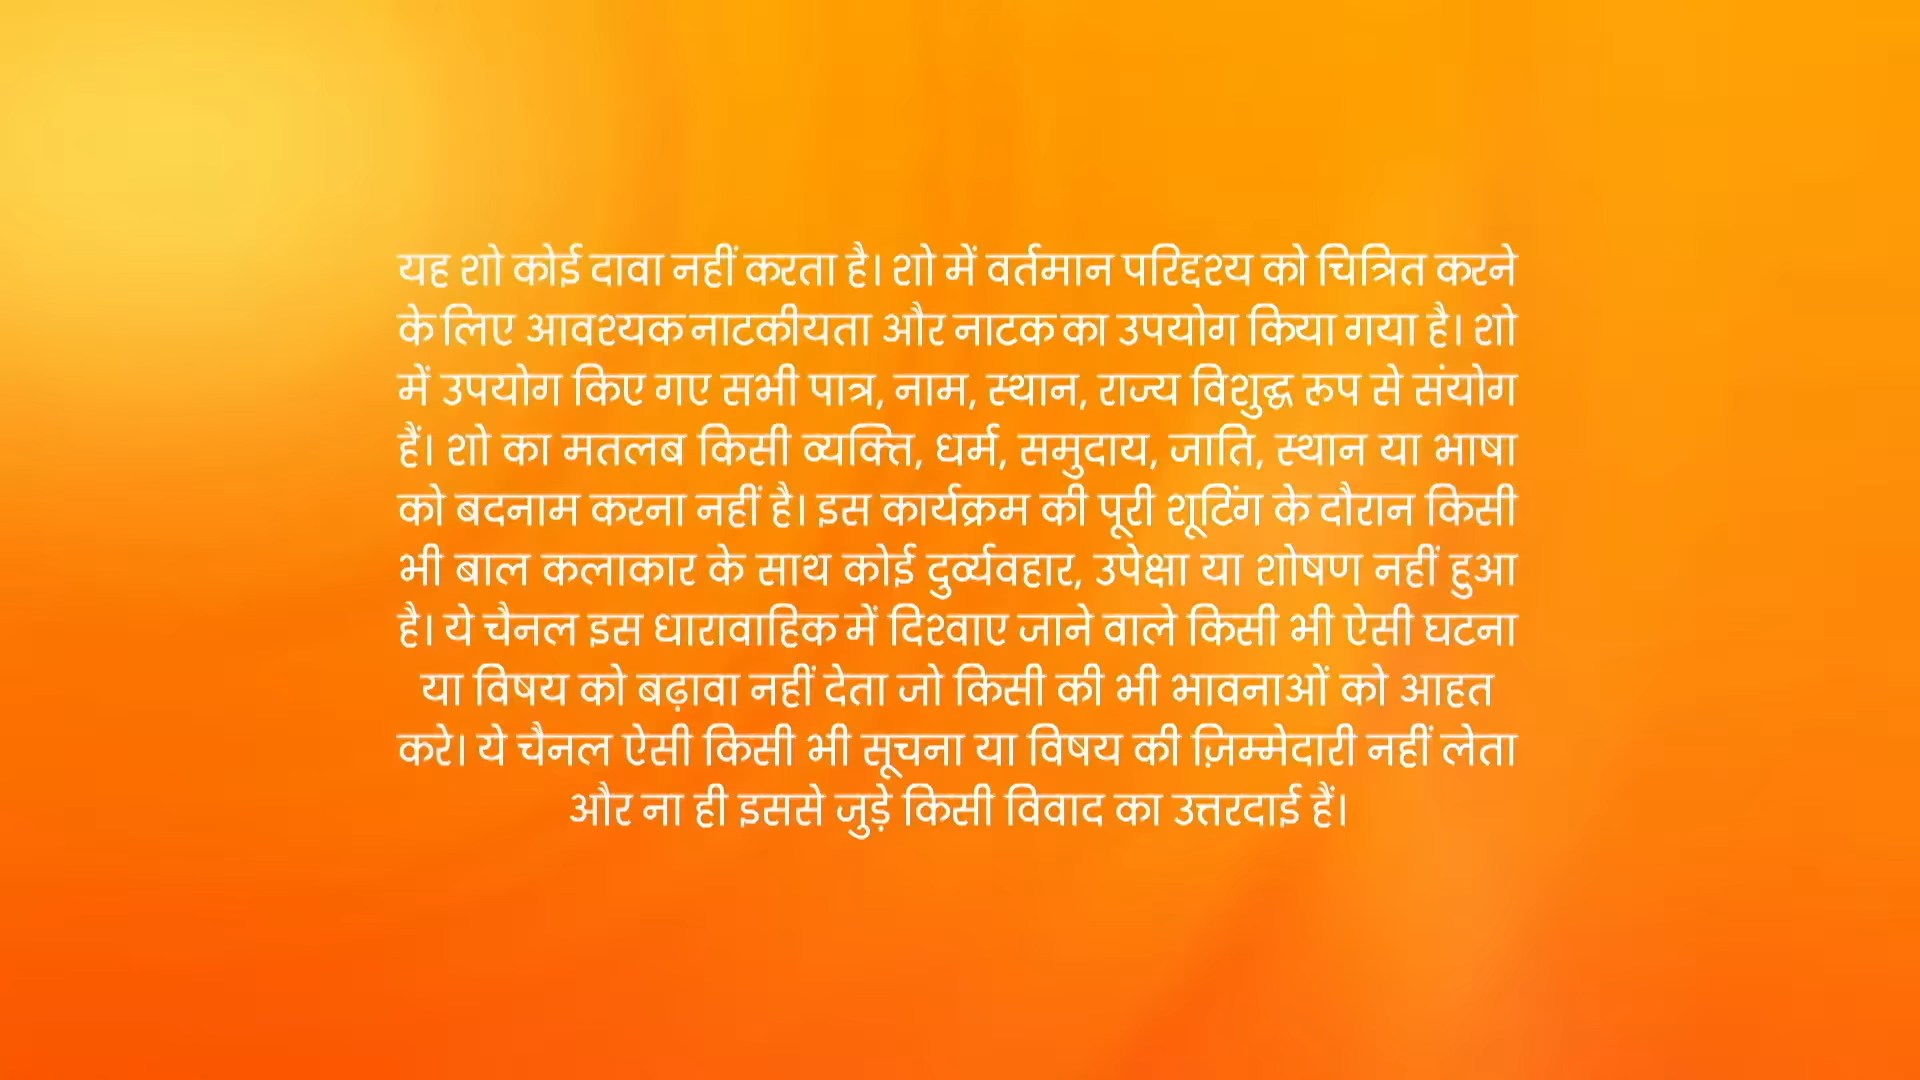 यह शो कोई दावा नहीं करता है। शो में वर्तमान परिदृश्य को चित्रित करने
के लिए आवश्यक नाटकीयता और नाटक का उपयोग किया गया है। शो
में उपयोग किए गए सभी पात्र, नाम, स्थान, राज्य विशुद्ध रूप से संयोग
हैं। शो का मतलब किसी व्यक्ति, धर्म, समुदाय, जाति, स्थान या भाषा
को बदनाम करना नहीं है। इस कार्यक्रम की पूरी शूटिंग के दौरान किसी
भी बाल कलाकार के साथ कोई दुर्व्यवहार, उपेक्षा या शोषण नहीं हुआ
है। ये चैनल इस धारावाहिक में दिखाए जाने वाले किसी भी ऐसी घटना
या विषय को बढ़ावा नहीं देता जो किसी की भी भावनाओं को आहत
करे। ये चैनल ऐसी किसी भी सूचना या विषय की ज़िम्मेदारी नहीं लेता
और ना ही इससे जुड़े किसी विवाद का उत्तरदाई हैं।